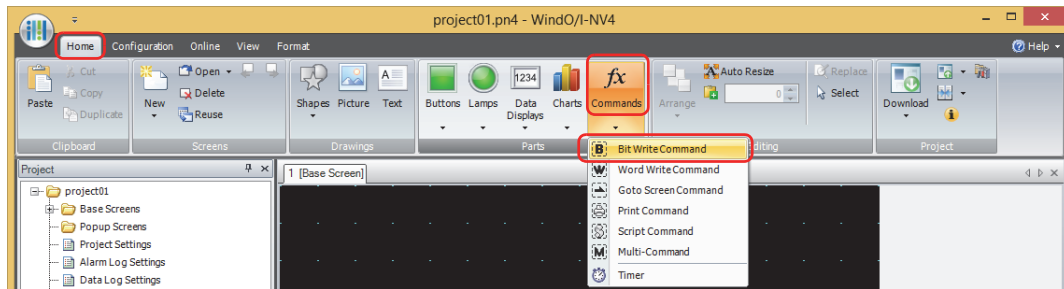 project01.pn4 - WindO/I-NV4
Home Configuration Online View Format Help
Cut Open Delete Reuse
Copy
Duplicate
Paste New Shapes Picture Text Buttons Lamps 1234 Data Displays Charts fx Commands Arrange Auto Resize 0 Replace Select Download
Clipboard Screens Drawings Parts diting Project
B Bit Write Command
W Word Write Command
Goto Screen Command
Print Command
Script Command
M Multi-Command
Timer
Project
1 [Base Screen]
project01
Base Screens
Popup Screens
Project Settings
Alarm Log Settings
Data Log Settings